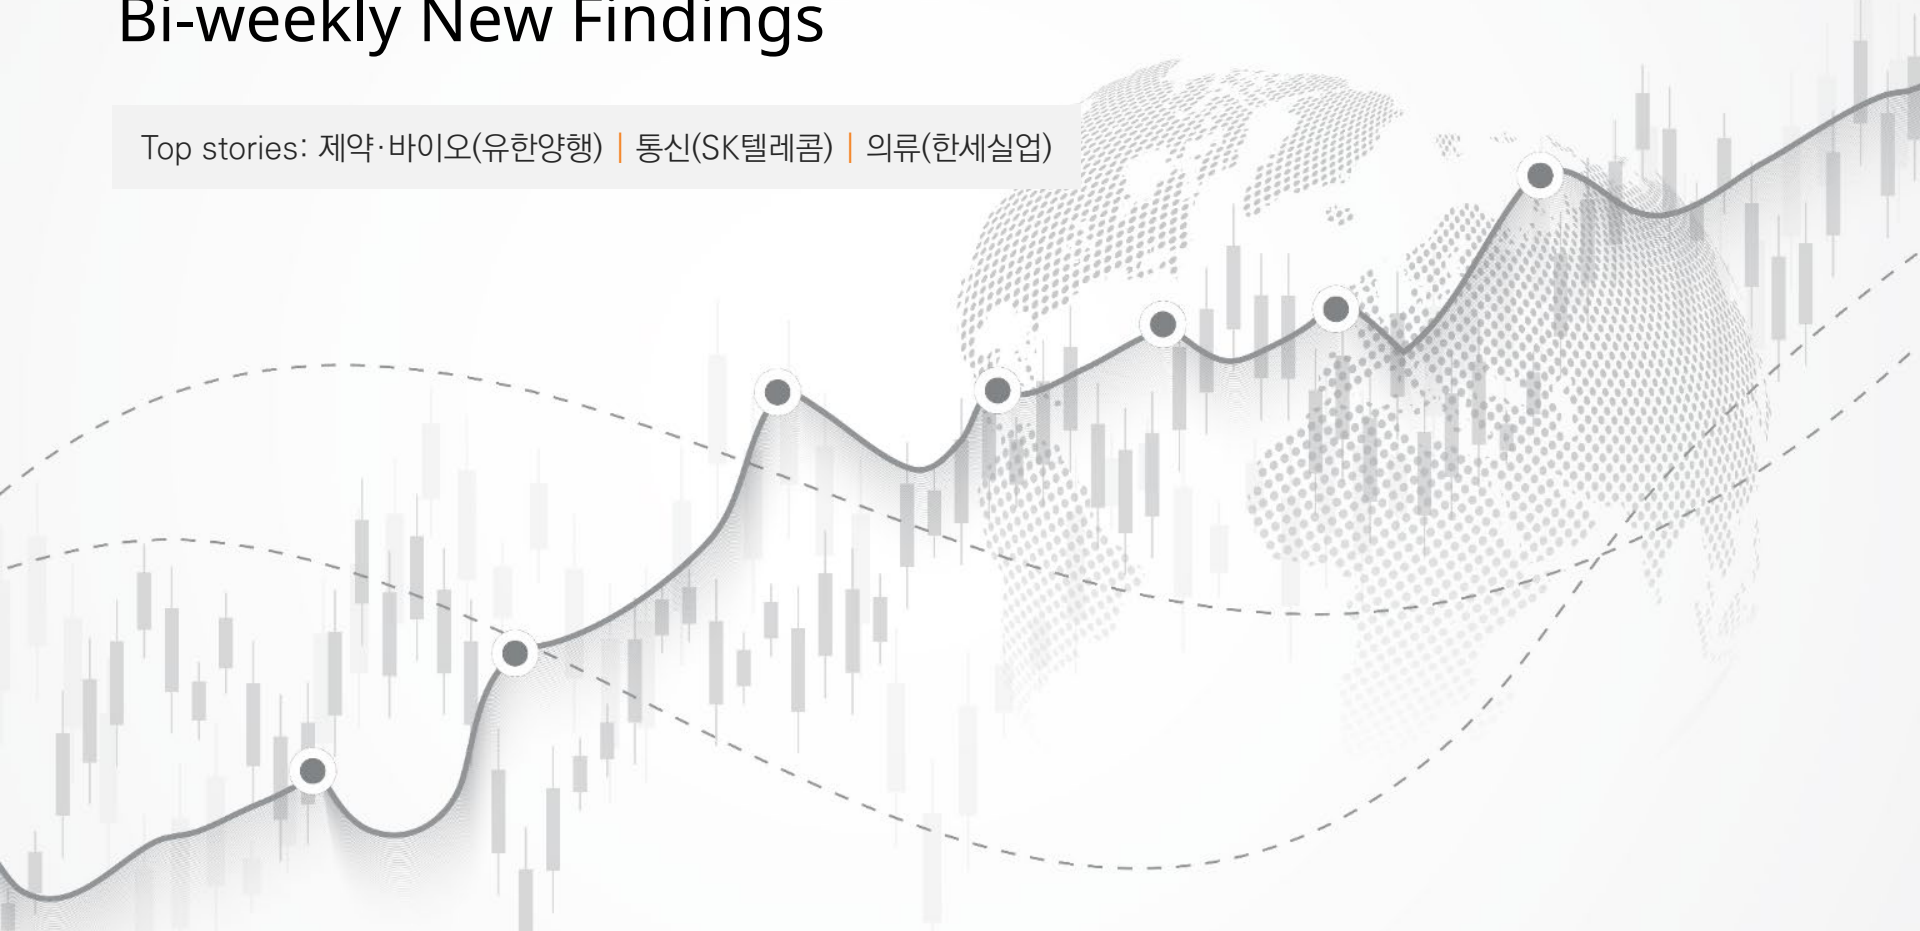 Bi-weekly New Findings
Top stories: 제약·바이오(유한양행) | 통신(SK텔레콤) | 의류(한세실업)